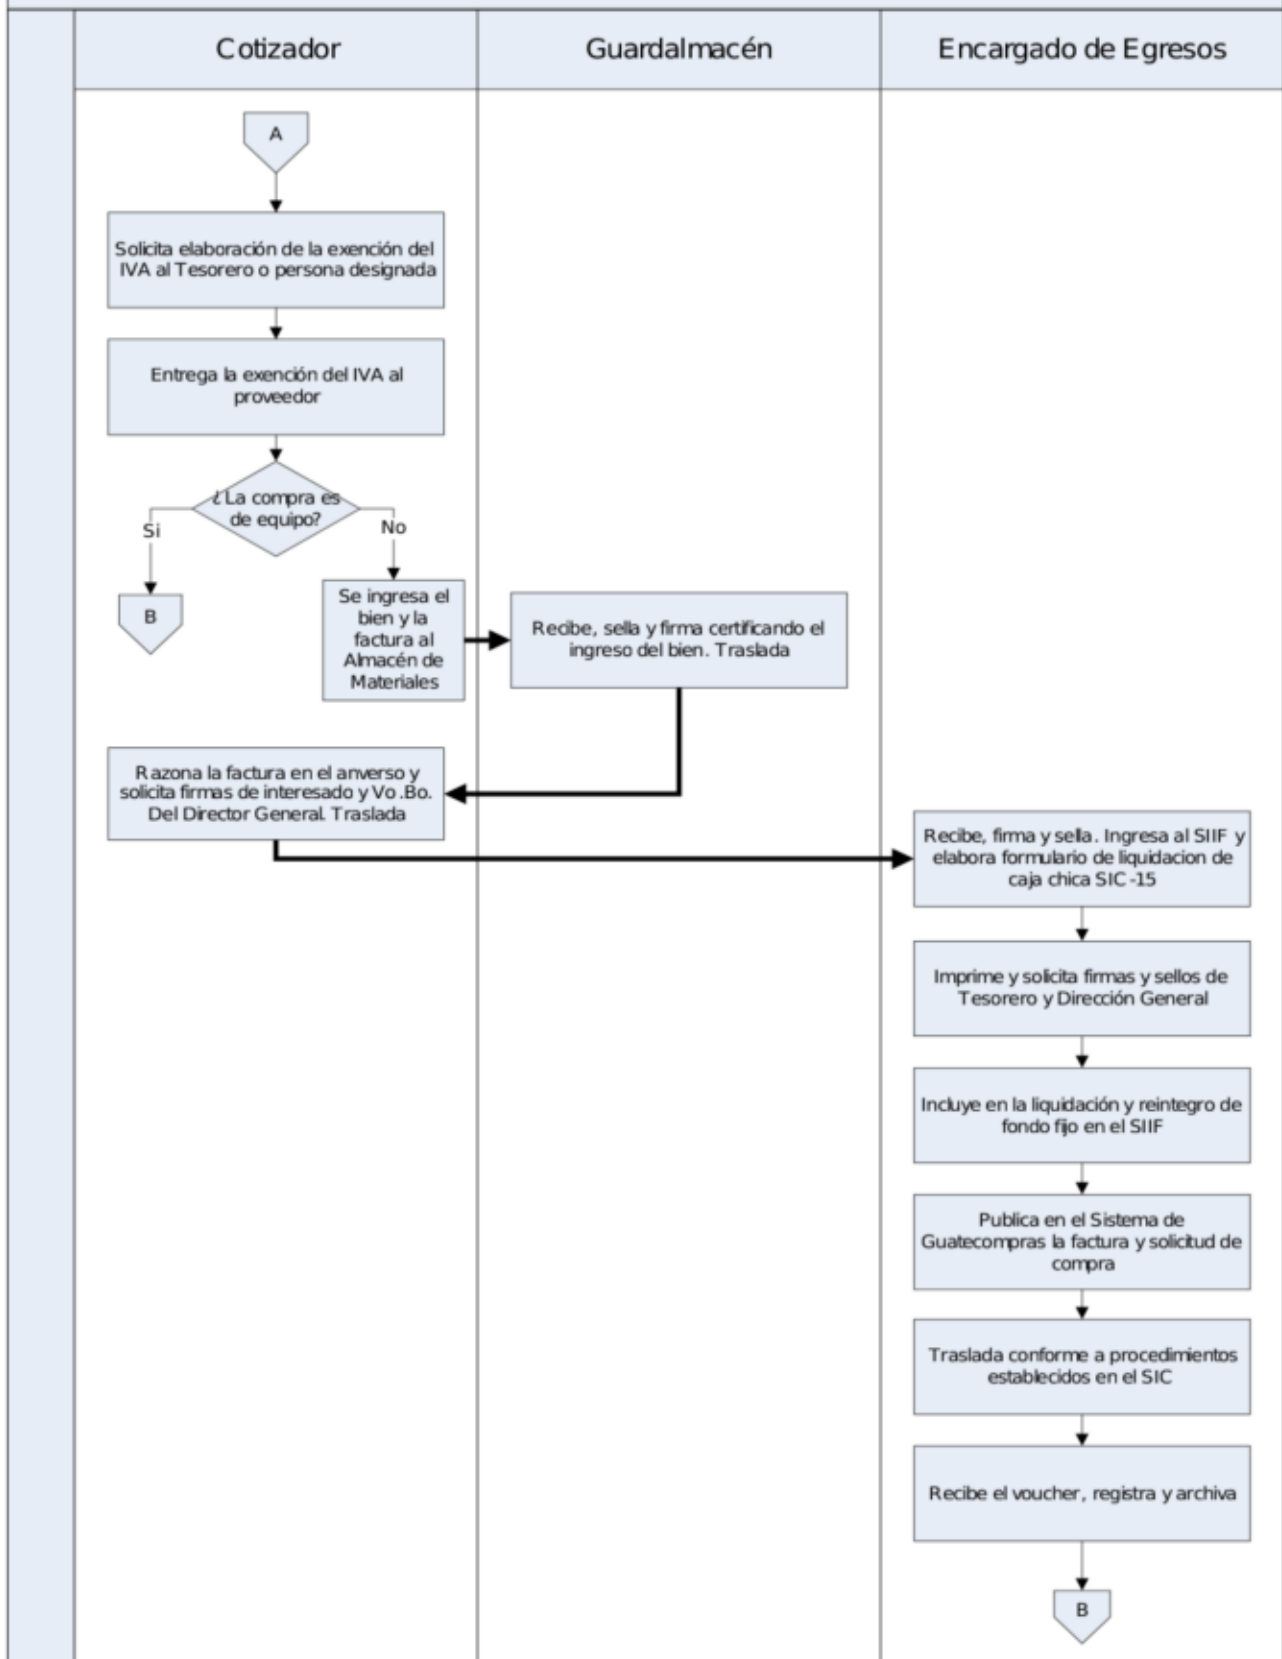 Cotizador
Guardalmacén
Encargado de Egresos
A
Solicita elaboración de la exención del
IVA al Tesorero o persona designada
Entrega la exención del IVA al
proveedor
¿La compra es
de equipo?
Si
No
B
Se ingresa el
bien y la
factura al
Almacén de
Materiales
Recibe, sella y firma certificando el
ingreso del bien. Traslada
Razona la factura en el anverso y
solicita firmas de interesado y Vo.Bo.
Del Director General. Traslada
Recibe, firma y sella. Ingresa al SIIF y
elabora formulario de liquidacion de
caja chica SIC-15
Imprime y solicita firmas y sellos de
Tesorero y Dirección General
Incluye en la liquidación y reintegro de
fondo fijo en el SIIF
Publica en el Sistema de
Guatecompras la factura y solicitud de
compra
Traslada conforme a procedimientos
establecidos en el SIC
Recibe el voucher, registra y archiva
B